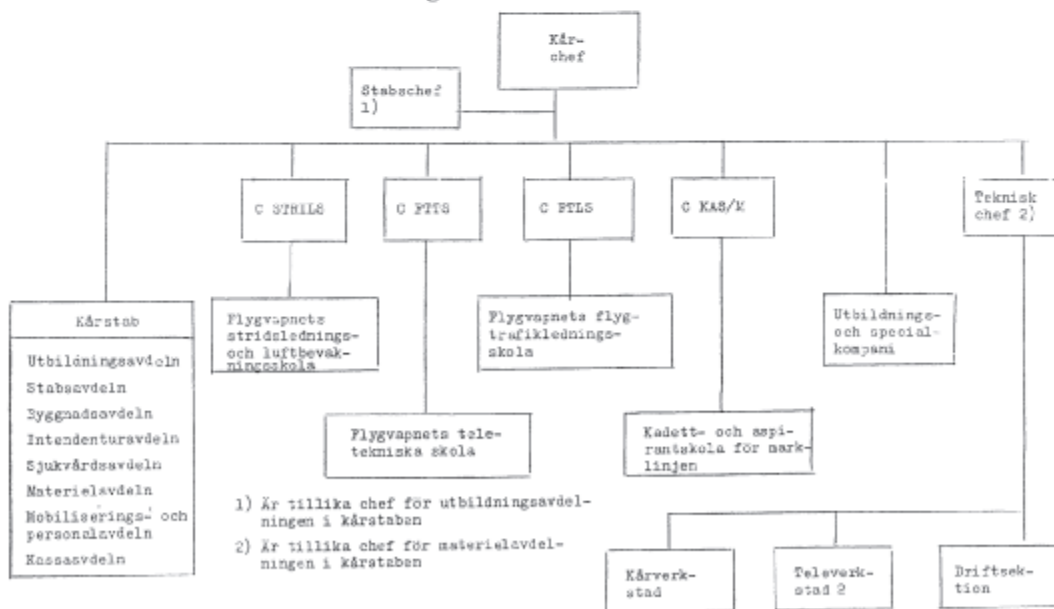 Kår-
chef
Stabschef
1)
C STRILS
C FTTS
C FTLS
C KAS/M
Teknisk
chef 2)
Kårstab
Utbildningsavdeln
Stabsavdeln
Byggnadsavdeln
Intendenturavdeln
Sjukvårdsavdeln
Materielavdeln
Mobiliserings- och
personalavdeln
Kassaavdeln
Flygvapnets
stridslednings-
och luftbevak-
ningsskola
Flygvapnets flyg-
trafiklednings-
skola
Utbildnings-
och special-
kompani
Flygvapnets tele-
tekniska skola
Kadett- och aspi-
rantskola för mark-
linjen
1) Är tillika chef för utbildningsavdel-
ningen i kårstaben
2) Är tillika chef för materielavdel-
ningen i kårstaben
Kårverk-
stad
Televerk-
stad 2
Driftsek-
tion